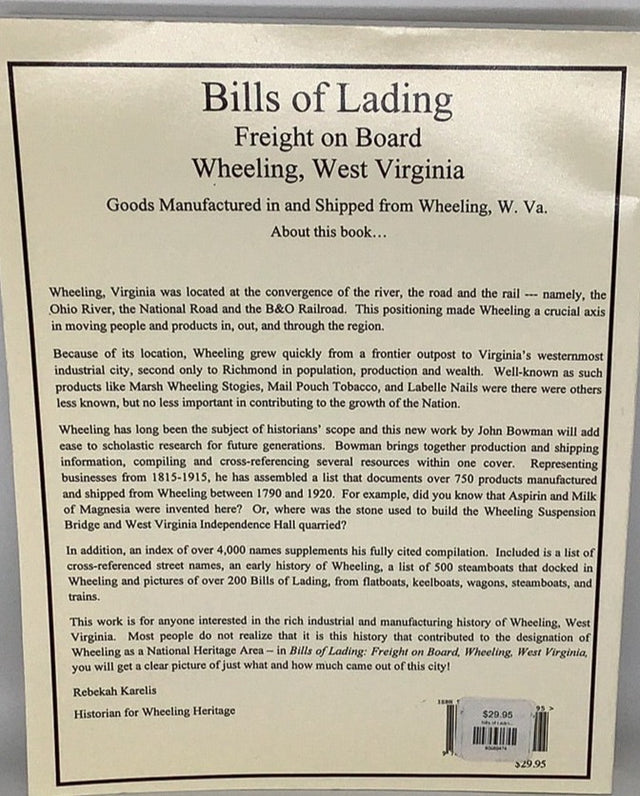 Bills of Lading
Freight on Board
Wheeling, West Virginia
Goods Manufactured in and Shipped from Wheeling, W. Va.
About this book...
Wheeling, Virginia was located at the convergence of the river, the road and the rail --- namely, the
Ohio River, the National Road and the B&O Railroad. This positioning made Wheeling a crucial axis
in moving people and products in, out, and through the region.
Because of its location, Wheeling grew quickly from a frontier outpost to Virginia's westernmost
industrial city, second only to Richmond in population, production and wealth. Well-known as such
products like Marsh Wheeling Stogies, Mail Pouch Tobacco, and Labelle Nails were there were others
less known, but no less important in contributing to the growth of the Nation.
Wheeling has long been the subject of historians' scope and this new work by John Bowman will add
ease to scholastic research for future generations. Bowman brings together production and shipping
information, compiling and cross-referencing several resources within one cover. Representing
businesses from 1815-1915, he has assembled a list that documents over 750 products manufactured
and shipped from Wheeling between 1790 and 1920. For example, did you know that Aspirin and Milk
of Magnesia were invented here? Or, where was the stone used to build the Wheeling Suspension
Bridge and West Virginia Independence Hall quarried?
In addition, an index of over 4,000 names supplements his fully cited compilation. Included is a list of
cross-referenced street names, an early history of Wheeling, a list of 500 steamboats that docked in
Wheeling and pictures of over 200 Bills of Lading, from flatboats, keelboats, wagons, steamboats, and
trains.
This work is for anyone interested in the rich industrial and manufacturing history of Wheeling, West
Virginia. Most people do not realize that it is this history that contributed to the designation of
Wheeling as a National Heritage Area – in Bills of Lading: Freight on Board, Wheeling, West Virginia,
you will get a clear picture of just what and how much came out of this city!
Rebekah Karelis
Historian for Wheeling Heritage
ISBN
95 >
$29.95
$29.95